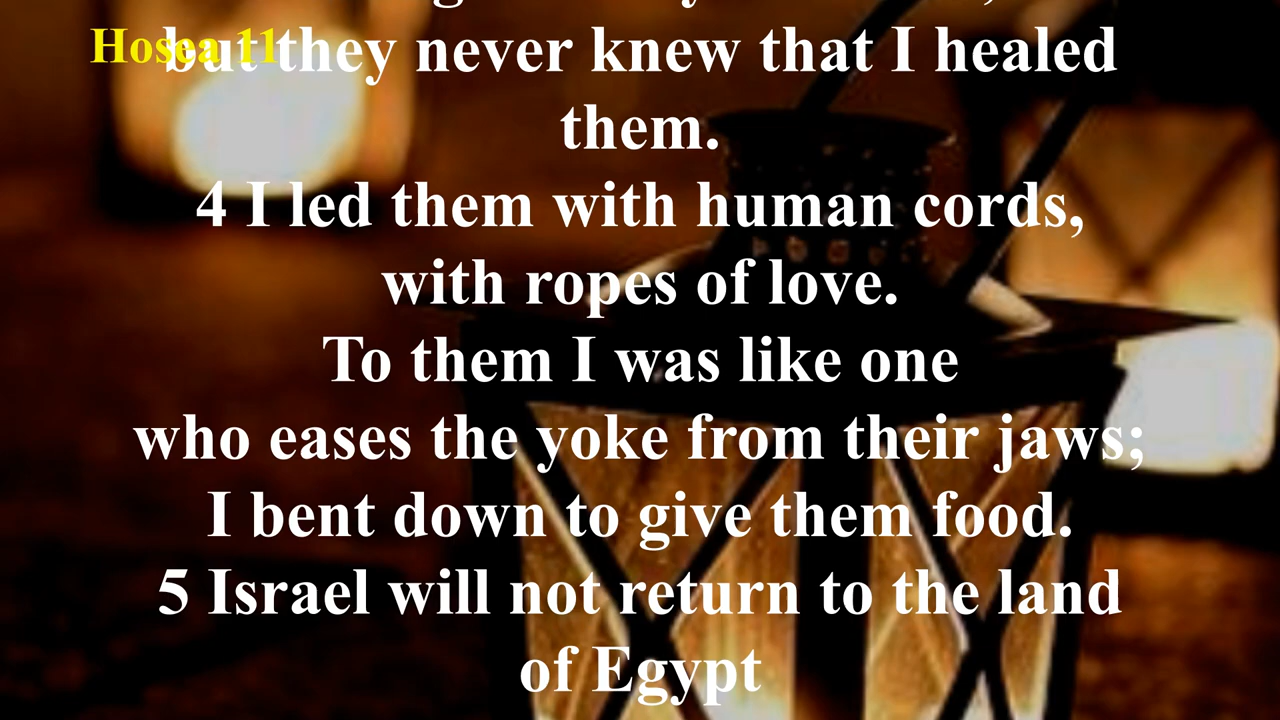 Hosea 11
but they never knew that I healed
them.
4 I led them with human cords,
with ropes of love.
To them I was like one
who eases the yoke from their jaws;
I bent down to give them food.
5 Israel will not return to the land
of Egypt